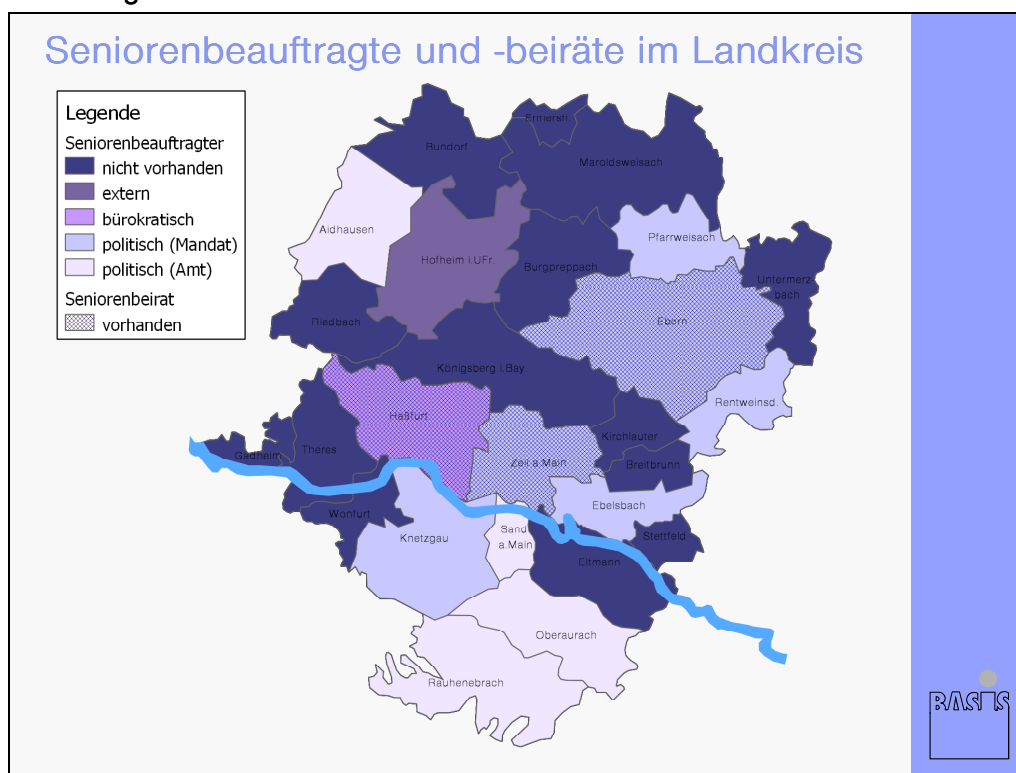 Seniorenbeauftragte und -beiräte im Landkreis
Legende
Seniorenbeauftragter
nicht vorhanden
extern
bürokratisch
politisch (Mandat)
politisch (Amt)
Seniorenbeirat
vorhanden
Ermersh.
Bundorf
Maroldsweisach
Aidhausen
Pfarrweisach
Hofheim i.UFr.
Burgpreppach
Untermerz
bach
Riedbach
Ebern
Königsberg i.Bay.
Rentweinsd.
Haßfurt
Kirchlauter
Theres
Gädheim
Zeil a.Main
Breitbrunn
Ebelsbach
Wonfurt
Sand
a.Main
Knetzgau
Stettfeld
Eltmann
Oberaurach
Rauhenebrach
BASIS